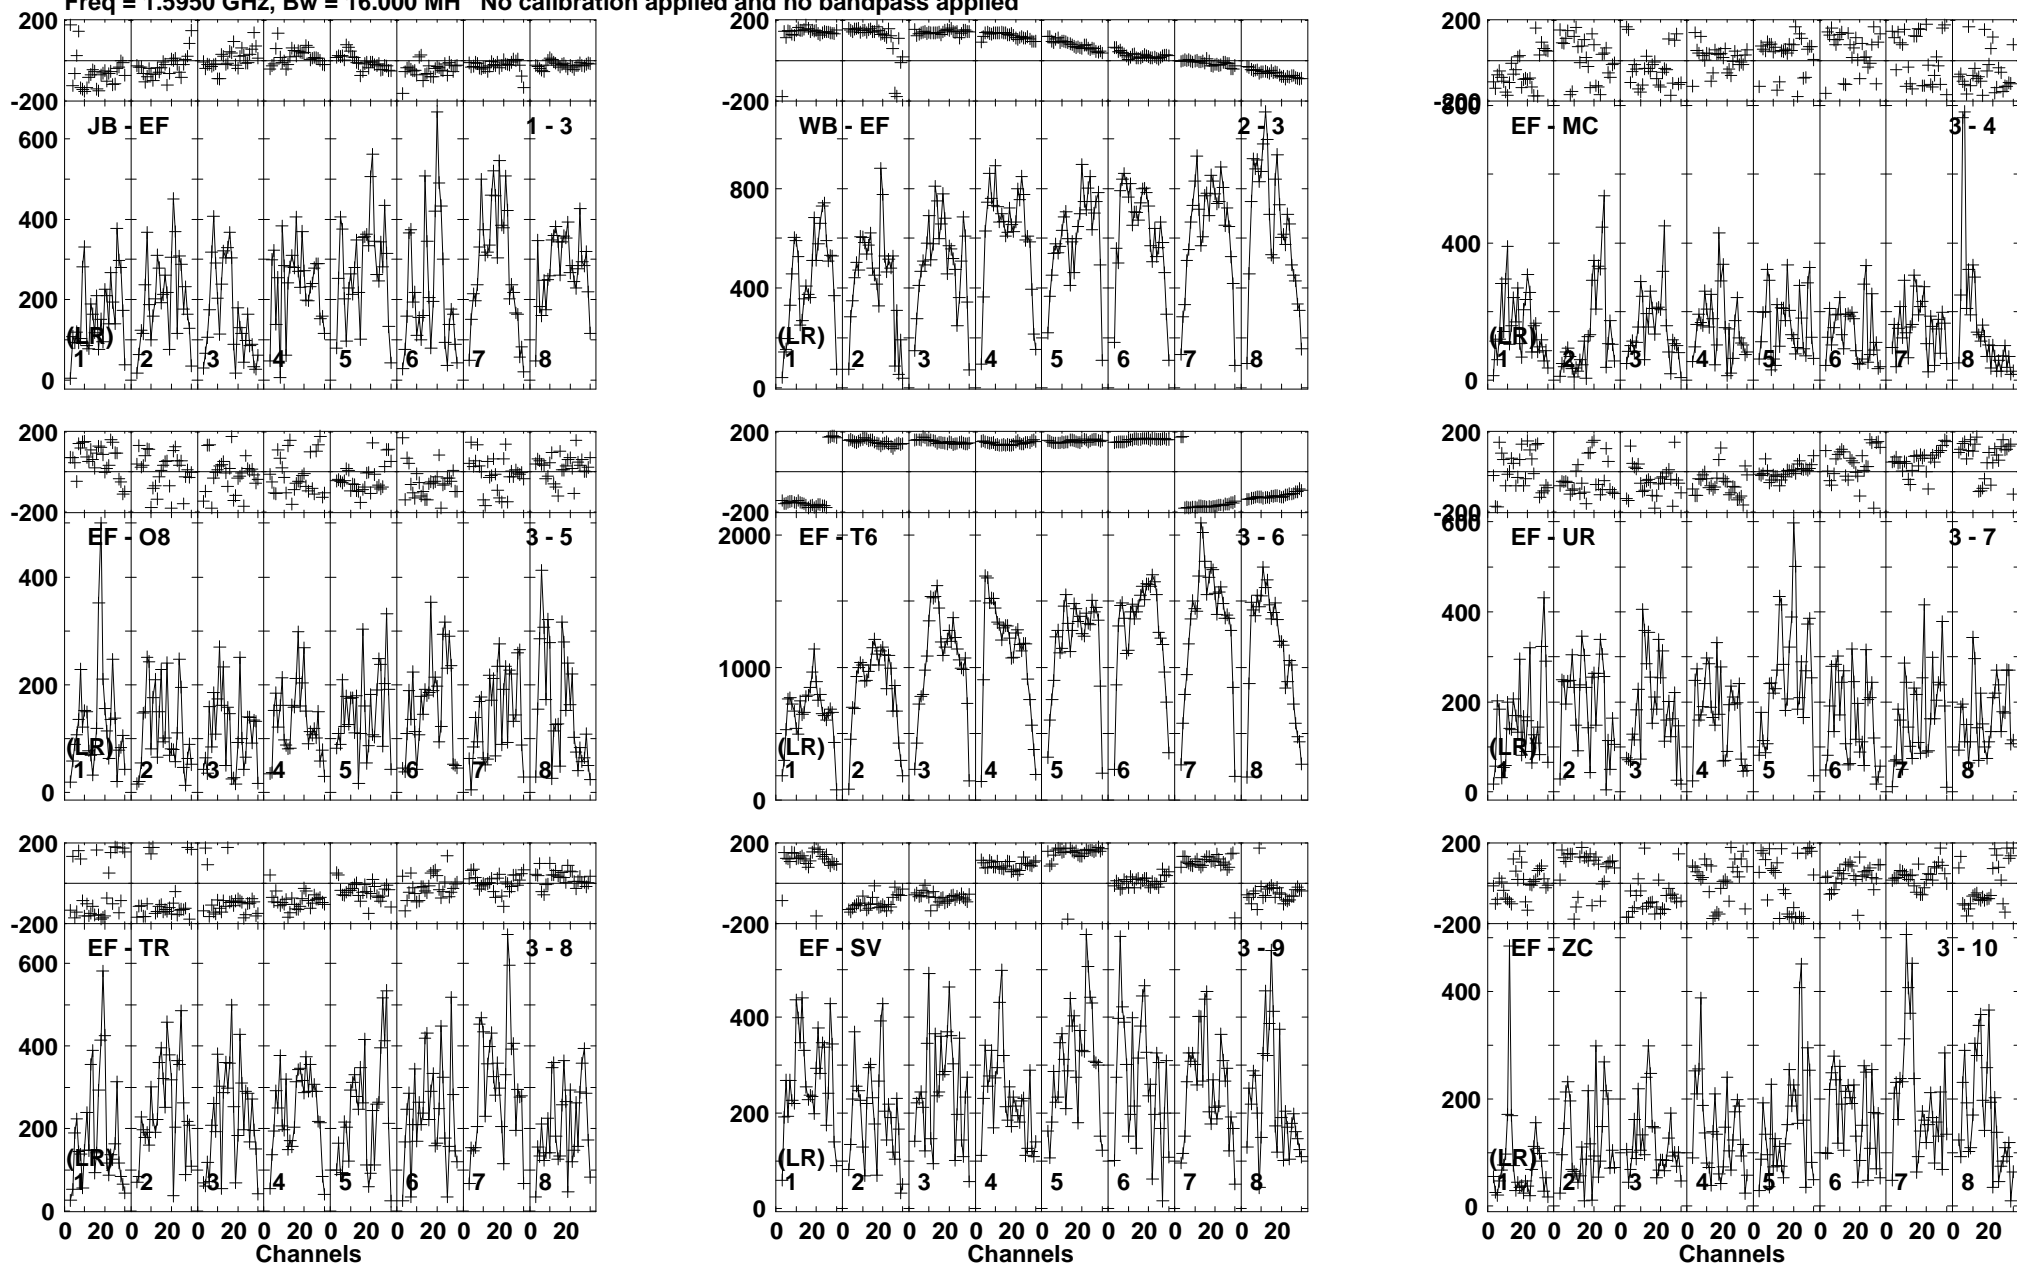 Freq = 1.5950 GHz, Bw = 16.000 MH No calibration applied and no bandpass applied
200
-200
JB - EF 1 - 3
600
400
200
0
(LR)
1 2 3 4 5 6 7 8
200
-200
WB - EF 2 - 3
800
400
0
(LR)
1 2 3 4 5 6 7 8
200
-200
800
EF - MC 3 - 4
400
0
(LR)
1 2 3 4 5 6 7 8
200
-200
EF - O8 3 - 5
400
200
0
(LR)
1 2 3 4 5 6 7 8
200
-200
EF - T6 3 - 6
2000
1000
0
(LR)
1 2 3 4 5 6 7 8
200
-200
600
EF - UR 3 - 7
400
200
0
(LR)
1 2 3 4 5 6 7 8
200
-200
EF - TR 3 - 8
600
400
200
0
(LR)
1 2 3 4 5 6 7 8
0 20 0 20 0 20 0 20 0 20 0 20 0 20 0 20
Channels
200
-200
EF - SV 3 - 9
400
200
0
(LR)
1 2 3 4 5 6 7 8
0 20 0 20 0 20 0 20 0 20 0 20 0 20 0 20
Channels
200
-200
EF - ZC 3 - 10
400
200
0
(LR)
1 2 3 4 5 6 7 8
0 20 0 20 0 20 0 20 0 20 0 20 0 20 0 20
Channels